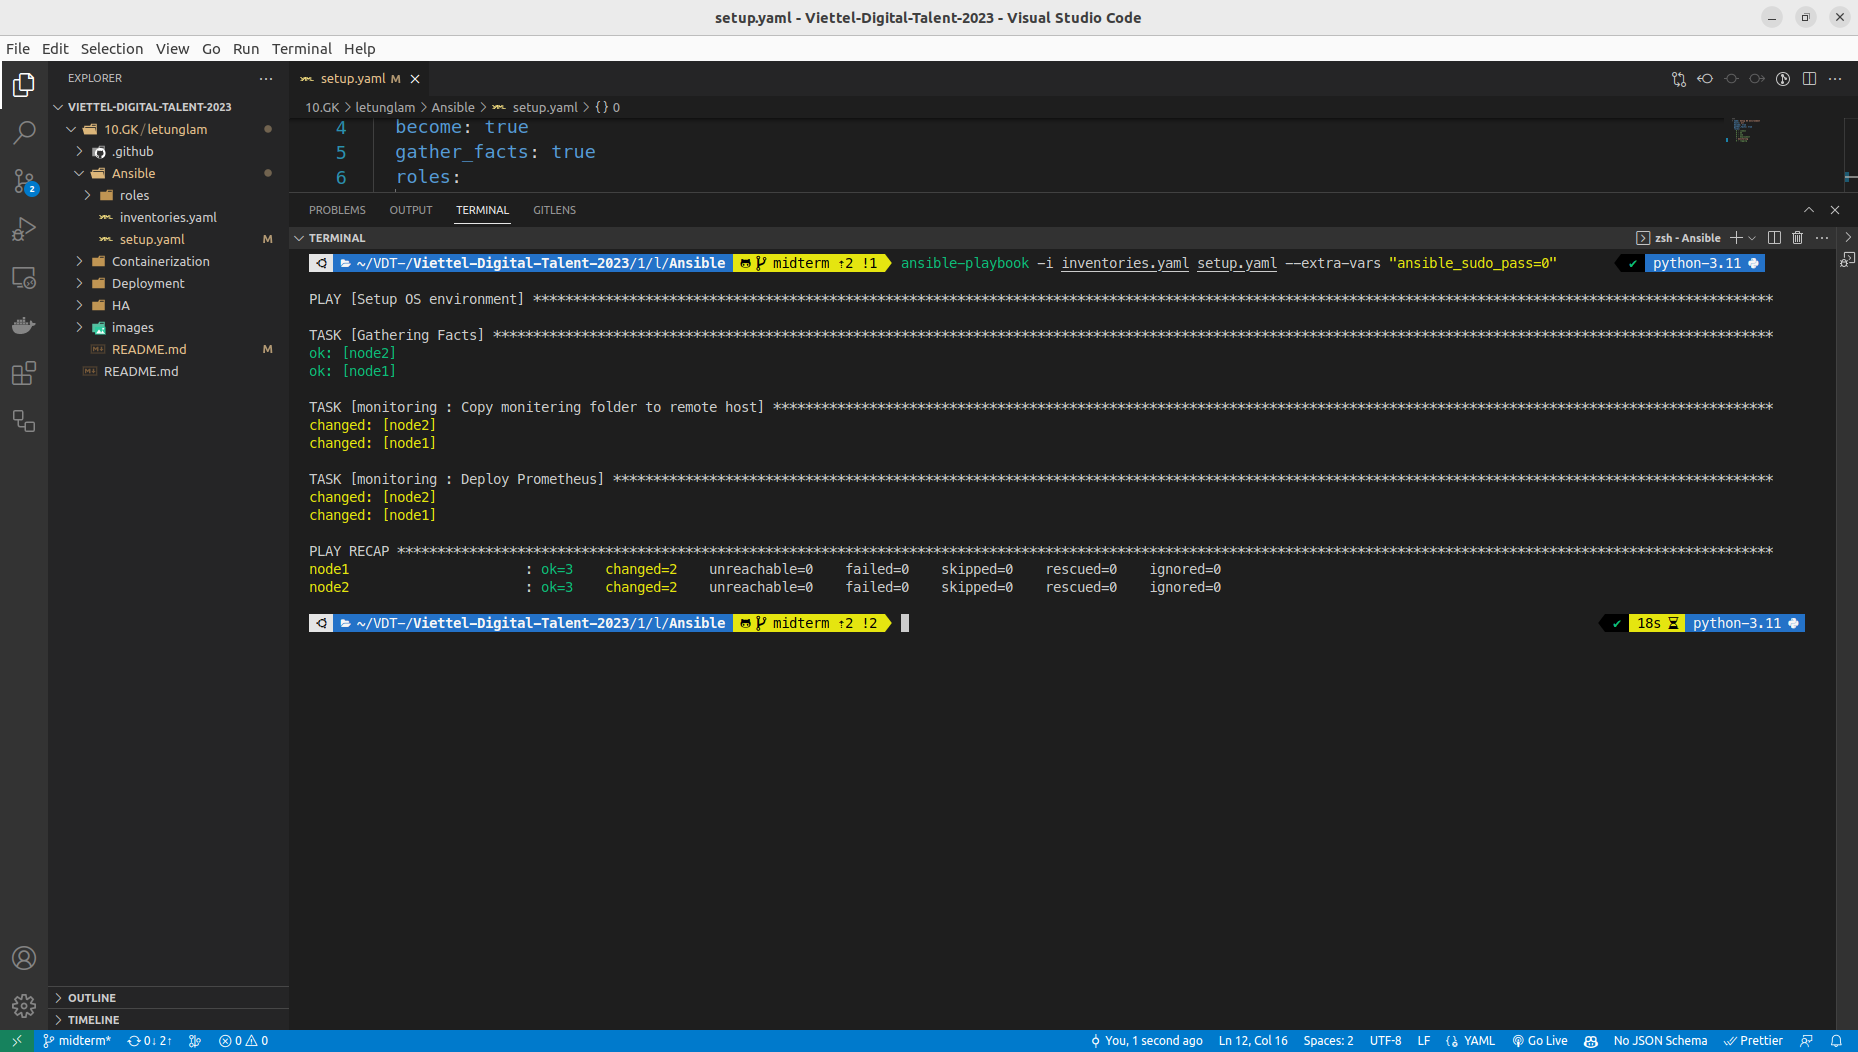 setup.yaml - Viettel-Digital-Talent-2023 - Visual Studio Code
File Edit Selection View Go Run Terminal Help
EXPLORER
VIETTEL-DIGITAL-TALENT-2023
10.GK / letunglam
.github
Ansible
roles
inventories.yaml
setup.yaml M
Containerization
Deployment
HA
images
README.md M
README.md
OUTLINE
TIMELINE
setup.yaml M
10.GK > letunglam > Ansible > setup.yaml > {} 0
4 become: true
5 gather_facts: true
6 roles:
PROBLEMS OUTPUT TERMINAL GITLENS
TERMINAL
zsh - Ansible
~/VDT-/Viettel-Digital-Talent-2023/1/l/Ansible midterm ⇡2 !1 ansible-playbook -i inventories.yaml setup.yaml --extra-vars "ansible_sudo_pass=0" ✔ python-3.11
PLAY [Setup OS environment] ***********************************************************************************************************************************************************
TASK [Gathering Facts] ****************************************************************************************************************************************************************
ok: [node2]
ok: [node1]
TASK [monitoring : Copy monitering folder to remote host] *****************************************************************************************************************************
changed: [node2]
changed: [node1]
TASK [monitoring : Deploy Prometheus] *************************************************************************************************************************************************
changed: [node2]
changed: [node1]
PLAY RECAP ****************************************************************************************************************************************************************************
node1 : ok=3 changed=2 unreachable=0 failed=0 skipped=0 rescued=0 ignored=0
node2 : ok=3 changed=2 unreachable=0 failed=0 skipped=0 rescued=0 ignored=0
~/VDT-/Viettel-Digital-Talent-2023/1/l/Ansible midterm ⇡2 !2 ✔ 18s python-3.11
midterm* 0↓ 2↑ 0 0 You, 1 second ago Ln 12, Col 16 Spaces: 2 UTF-8 LF YAML Go Live No JSON Schema Prettier